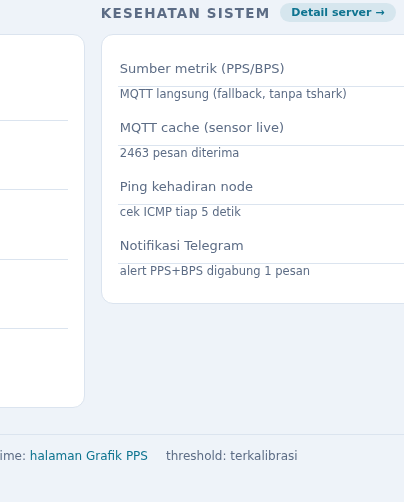 KESEHATAN SISTEM Detail server →
Sumber metrik (PPS/BPS)
MQTT langsung (fallback, tanpa tshark)
MQTT cache (sensor live)
2463 pesan diterima
Ping kehadiran node
cek ICMP tiap 5 detik
Notifikasi Telegram
alert PPS+BPS digabung 1 pesan
ime: halaman Grafik PPS threshold: terkalibrasi